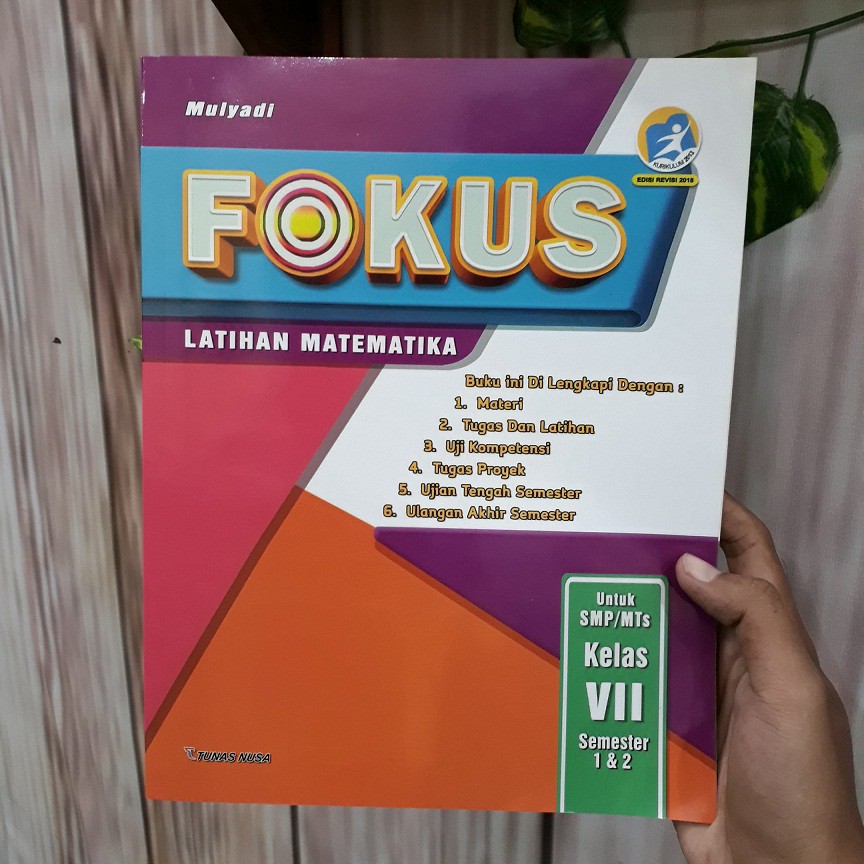 Mulyadi
KURIKULUM 2013
EDISI REVISI 2018
FOKUS
LATIHAN MATEMATIKA
Buku ini Di Lengkapi Dengan :
1. Materi
2. Tugas Dan Latihan
3. Uji Kompetensi
4. Tugas Proyek
5. Ujian Tengah Semester
6. Ulangan Akhir Semester
Untuk
SMP/MTs
Kelas
VII
Semester
1 & 2
TUNAS NUSA